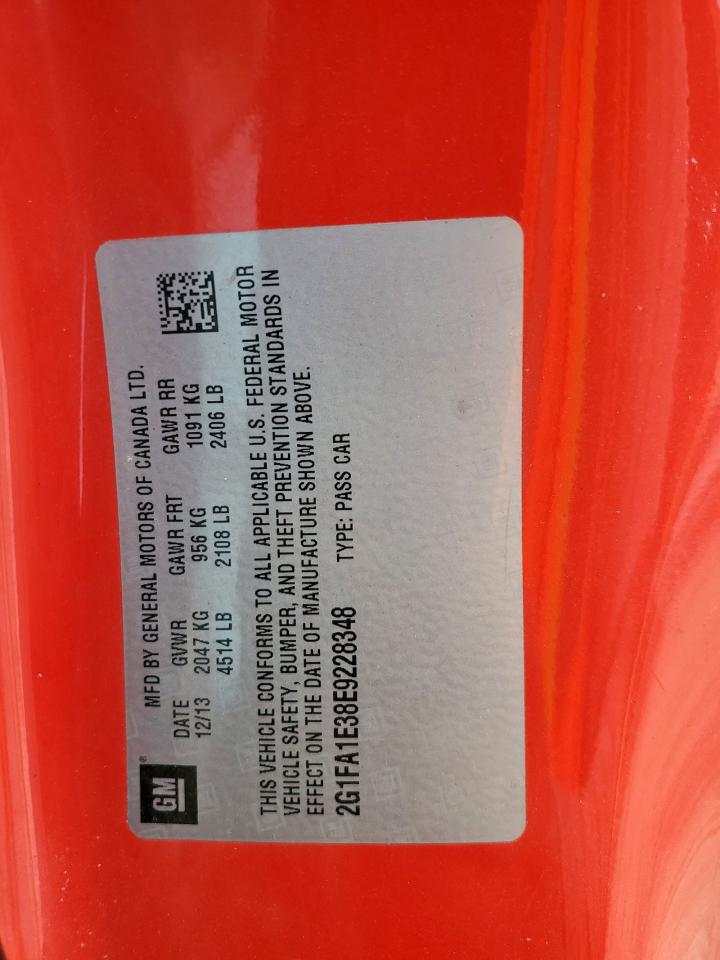 GM
MFD BY GENERAL MOTORS OF CANADA LTD.
DATE GVWR GAWR FRT GAWR RR
12/13 2047 KG 956 KG 1091 KG
4514 LB 2108 LB 2406 LB
THIS VEHICLE CONFORMS TO ALL APPLICABLE U.S. FEDERAL MOTOR
VEHICLE SAFETY, BUMPER, AND THEFT PREVENTION STANDARDS IN
EFFECT ON THE DATE OF MANUFACTURE SHOWN ABOVE.
2G1FA1E38E9228348 TYPE: PASS CAR